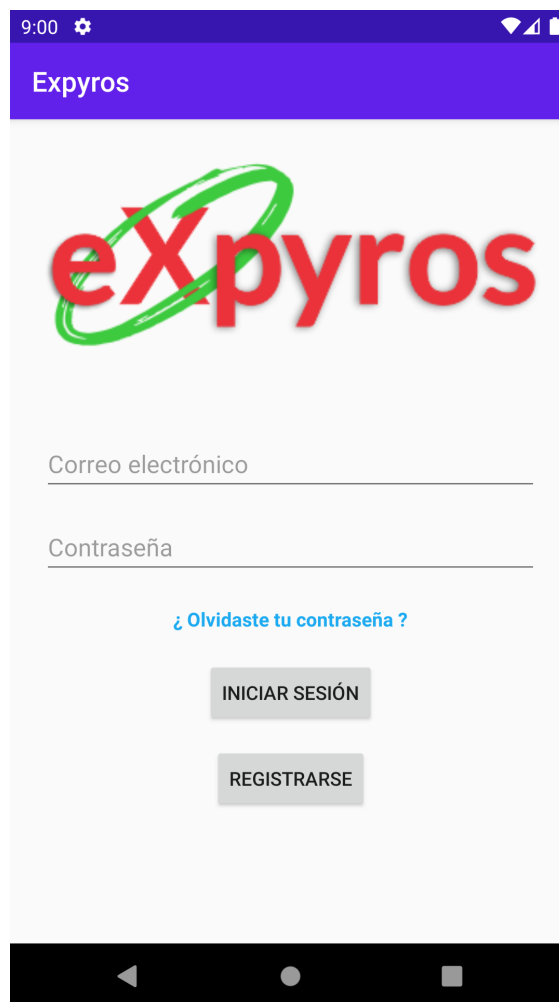 9:00
Expyros
eXpyros
Correo electrónico
Contraseña
¿ Olvidaste tu contraseña ?
INICIAR SESIÓN
REGISTRARSE